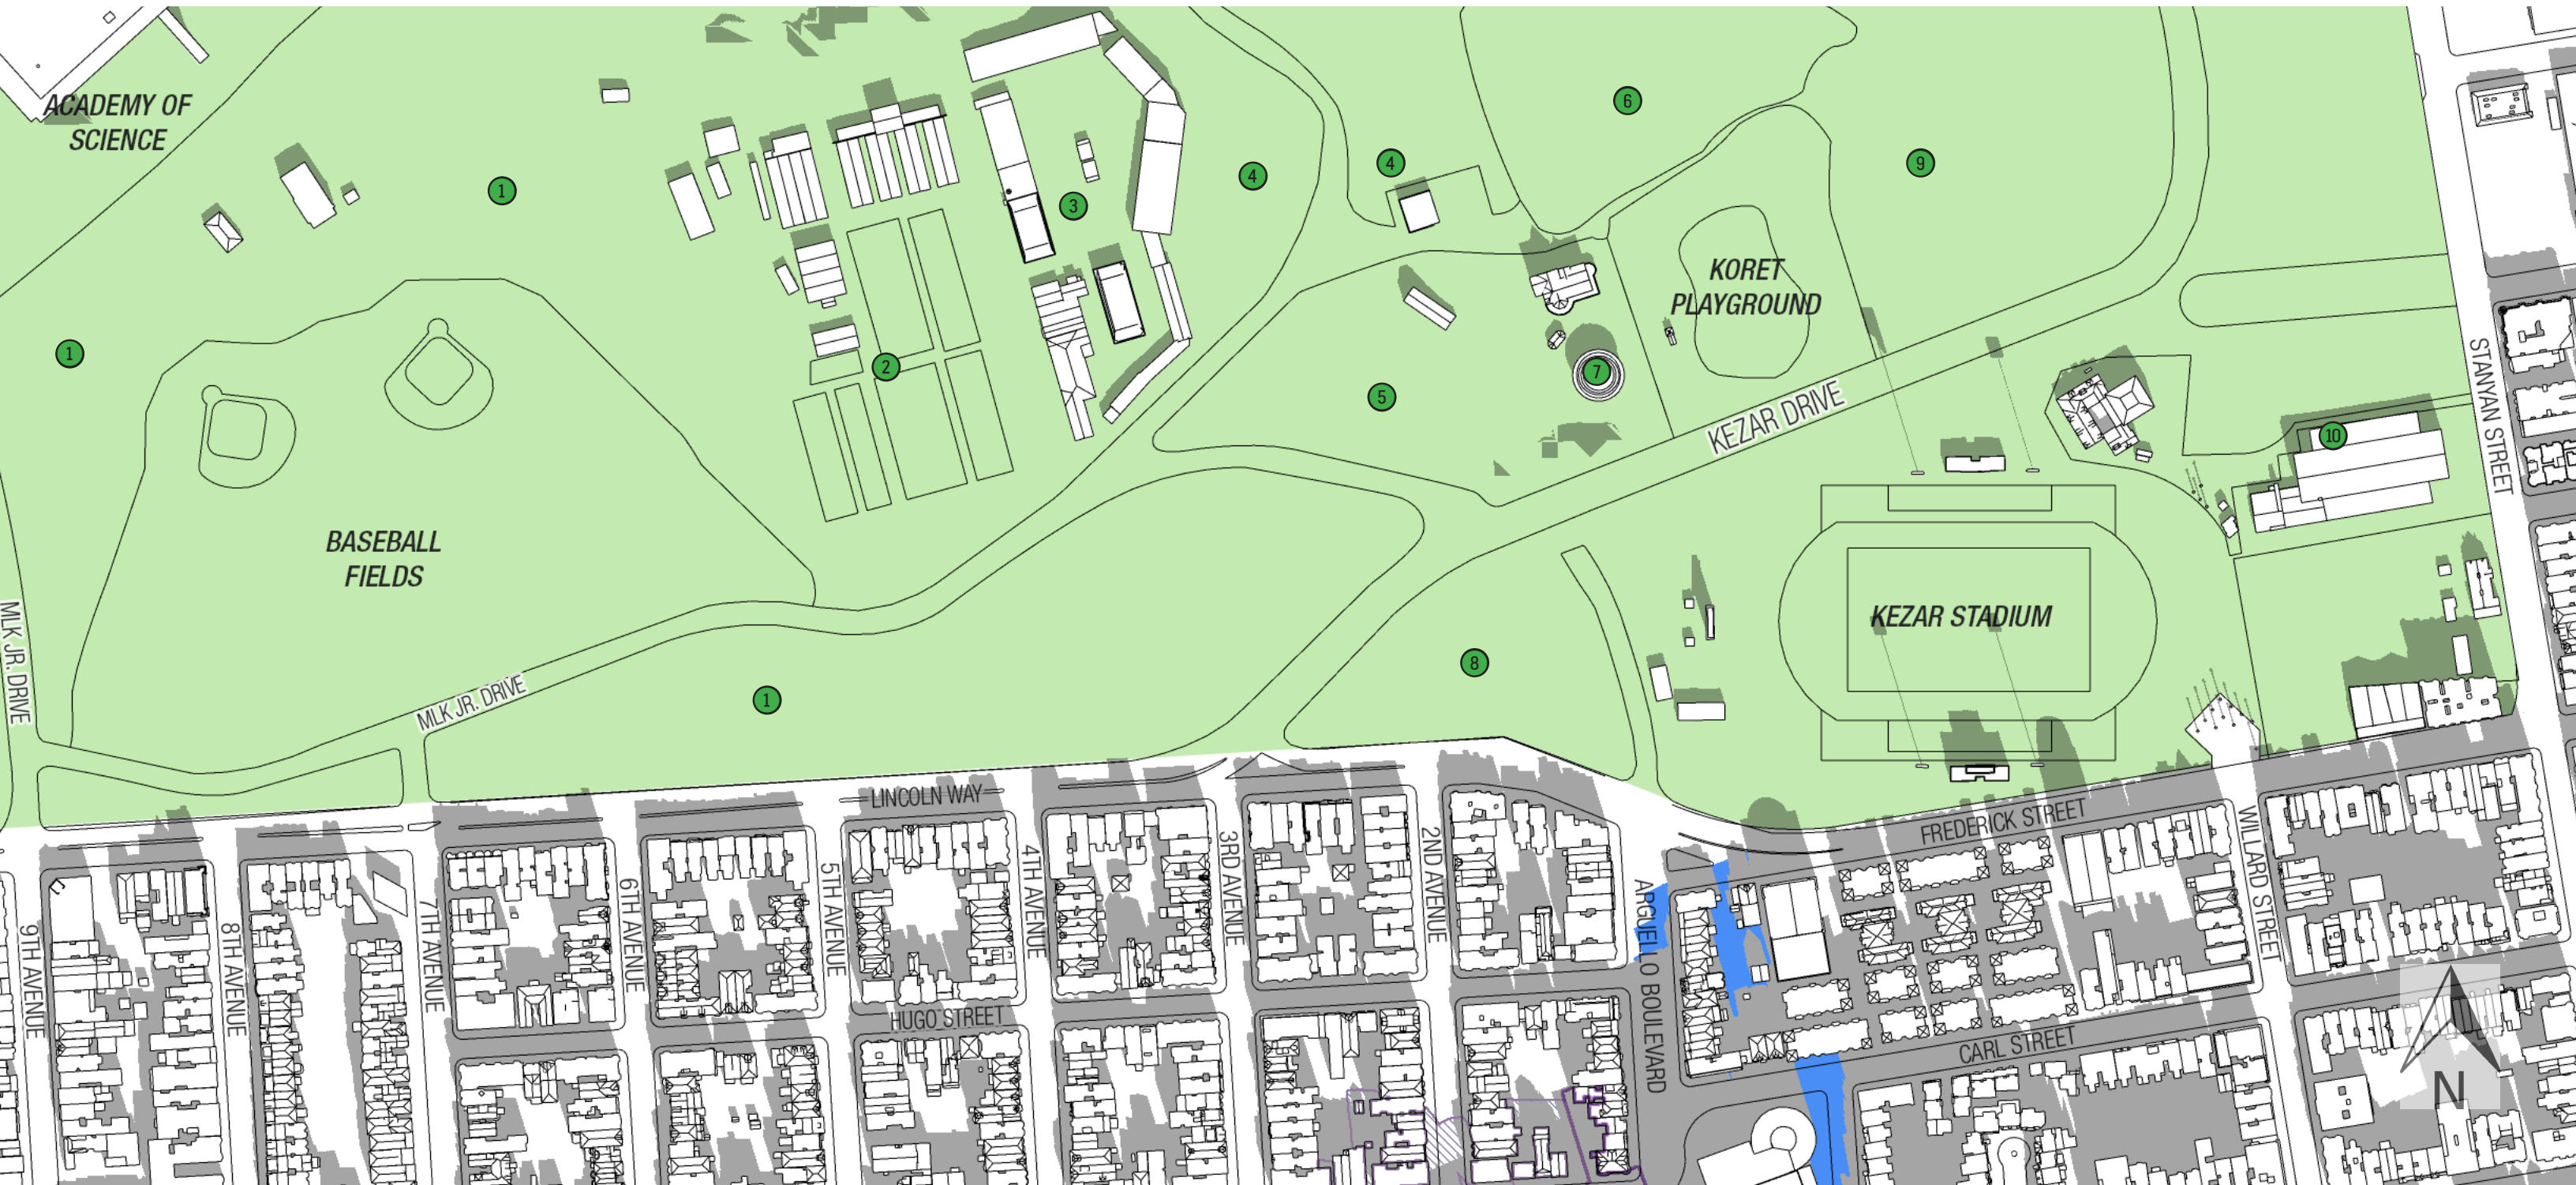 ACADEMY OF
SCIENCE
1
1
1
2
3
4
4
5
6
7
8
9
10
KORET
PLAYGROUND
KEZAR DRIVE
STANYAN STREET
BASEBALL
FIELDS
KEZAR STADIUM
MLK JR. DRIVE
MLK JR. DRIVE
LINCOLN WAY
FREDERICK STREET
9TH AVENUE
8TH AVENUE
7TH AVENUE
6TH AVENUE
5TH AVENUE
4TH AVENUE
3RD AVENUE
2ND AVENUE
ARGUELLO BOULEVARD
WILLARD STREET
HUGO STREET
CARL STREET
N